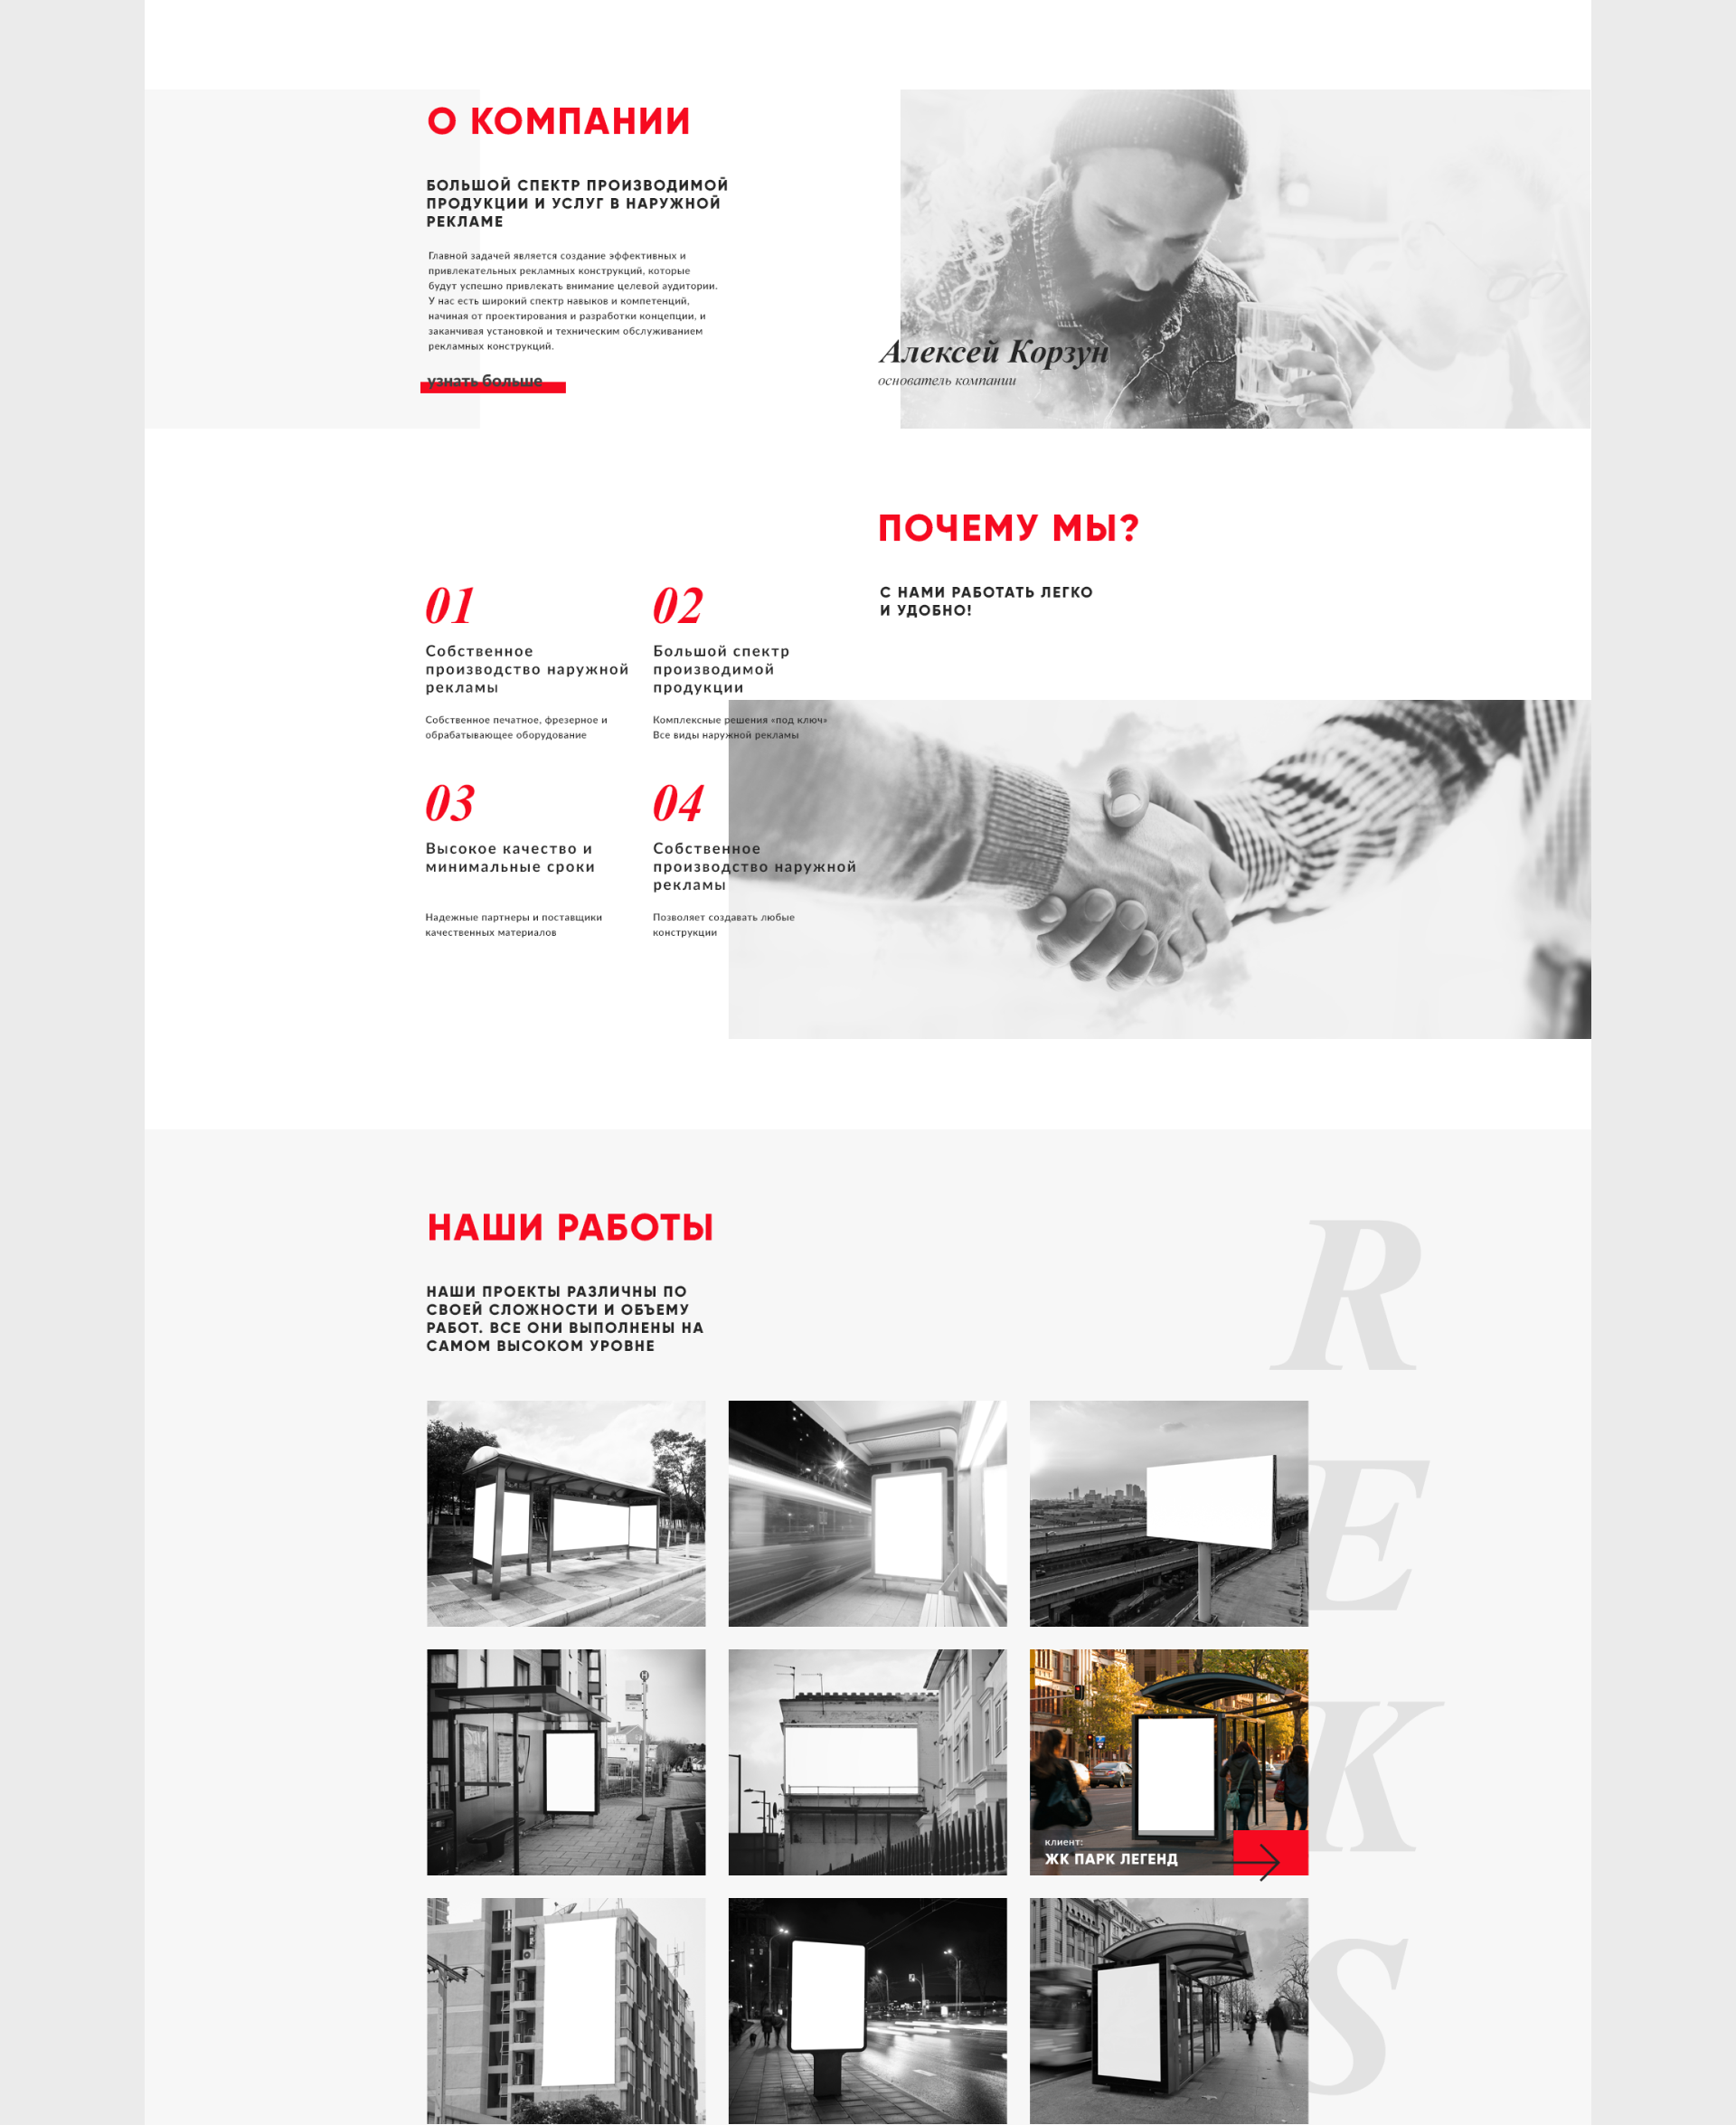 О КОМПАНИИ
БОЛЬШОЙ СПЕКТР ПРОИЗВОДИМОЙ
ПРОДУКЦИИ И УСЛУГ В НАРУЖНОЙ
РЕКЛАМЕ
Главной задачей является создание эффективных и
привлекательных рекламных конструкций, которые
будут успешно привлекать внимание целевой аудитории.
У нас есть широкий спектр навыков и компетенций,
начиная от проектирования и разработки концепции, и
заканчивая установкой и техническим обслуживанием
рекламных конструкций.
узнать больше
Алексей Корзун
основатель компании
ПОЧЕМУ МЫ?
С НАМИ РАБОТАТЬ ЛЕГКО
И УДОБНО!
01
Собственное
производство наружной
рекламы
Собственное печатное, фрезерное и
обрабатывающее оборудование
02
Большой спектр
производимой
продукции
Комплексные решения «под ключ»
Все виды наружной рекламы
03
Высокое качество и
минимальные сроки
Надежные партнеры и поставщики
качественных материалов
04
Собственное
производство наружной
рекламы
Позволяет создавать любые
конструкции
НАШИ РАБОТЫ
НАШИ ПРОЕКТЫ РАЗЛИЧНЫ ПО
СВОЕЙ СЛОЖНОСТИ И ОБЪЕМУ
РАБОТ. ВСЕ ОНИ ВЫПОЛНЕНЫ НА
САМОМ ВЫСОКОМ УРОВНЕ
R
E
K
S
клиент:
ЖК ПАРК ЛЕГЕНД